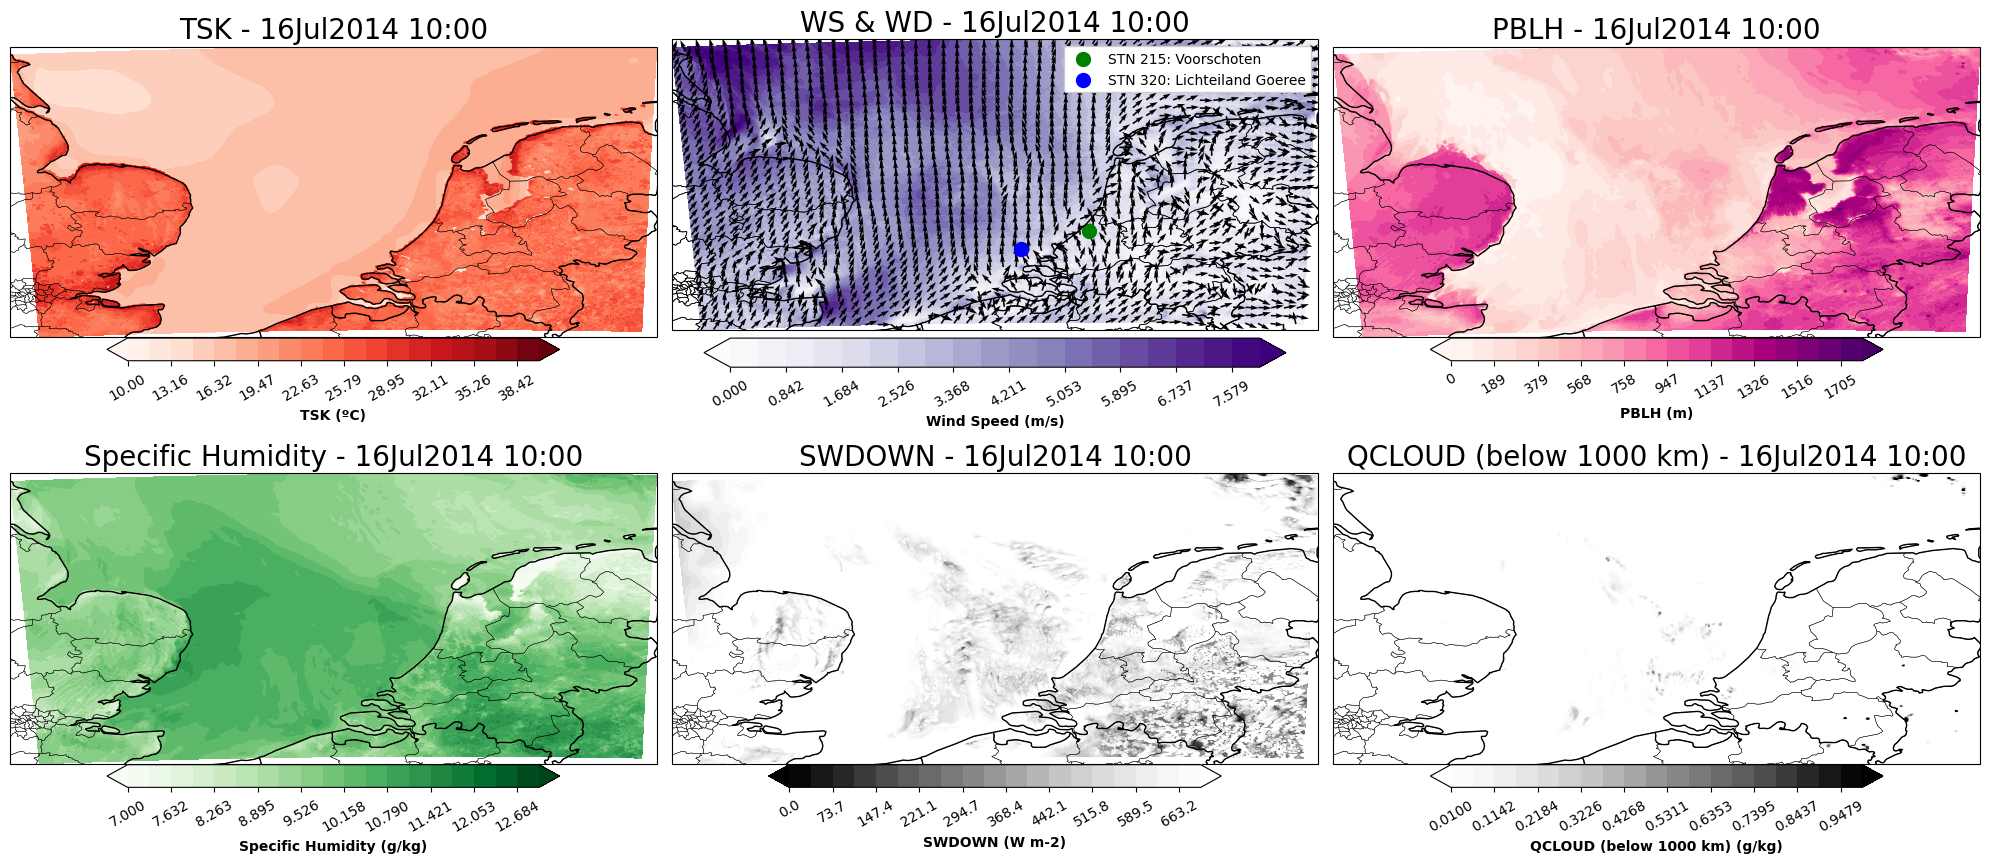 TSK - 16Jul2014 10:00
WS & WD - 16Jul2014 10:00
PBLH - 16Jul2014 10:00
STN 215: Voorschoten
STN 320: Lichteiland Goeree
10.00 13.16 16.32 19.47 22.63 25.79 28.95 32.11 35.26 38.42
TSK (ºC)
0.000 0.842 1.684 2.526 3.368 4.211 5.053 5.895 6.737 7.579
Wind Speed (m/s)
0 189 379 568 758 947 1137 1326 1516 1705
PBLH (m)
Specific Humidity - 16Jul2014 10:00
SWDOWN - 16Jul2014 10:00
QCLOUD (below 1000 km) - 16Jul2014 10:00
7.000 7.632 8.263 8.895 9.526 10.158 10.790 11.421 12.053 12.684
Specific Humidity (g/kg)
0.0 73.7 147.4 221.1 294.7 368.4 442.1 515.8 589.5 663.2
SWDOWN (W m-2)
0.0100 0.1142 0.2184 0.3226 0.4268 0.5311 0.6353 0.7395 0.8437 0.9479
QCLOUD (below 1000 km) (g/kg)